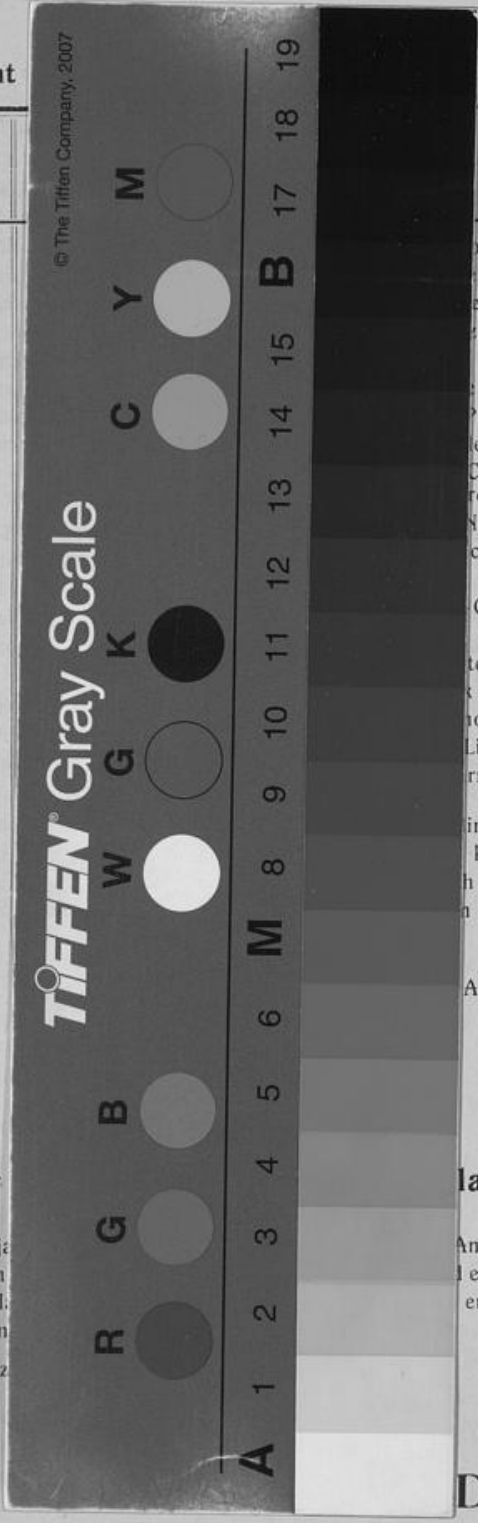 © The Tiffen Company, 2007
TIFFEN® Gray Scale
R G B W G K C Y M
A 1 2 3 4 5 6 M 8 9 10 11 12 13 14 15 B 17 18 19